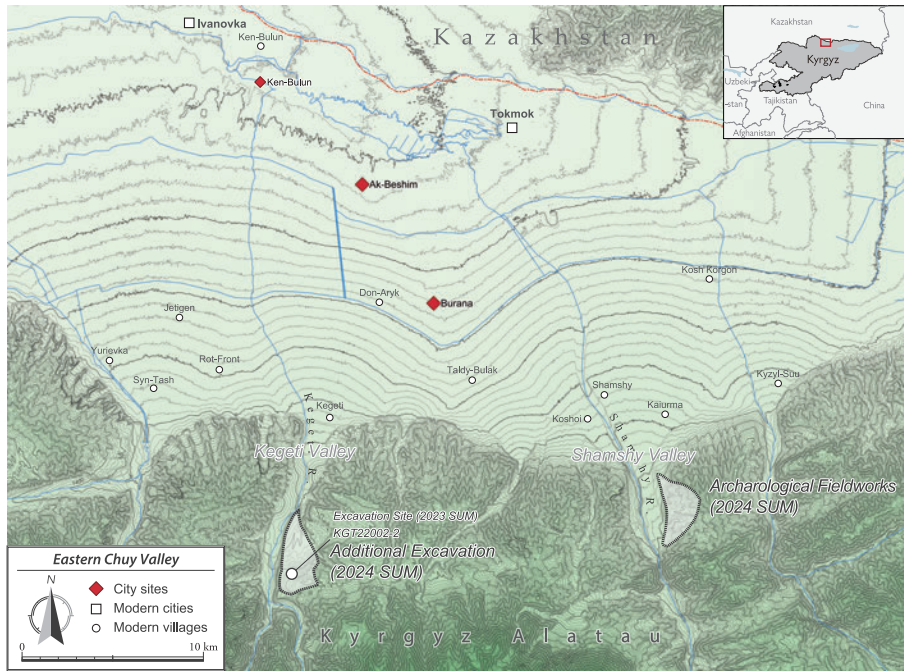 Ivanovka
Ken-Bulun
Kazakhstan
Ken-Bulun
Tokmok
Ak-Beshim
Kazakhstan
Kyrgyz
Uzbeki
-stan
Tajikistan
China
Afghanistan
Kosh Korgon
Don-Aryk
Burana
Jetigen
Yurievka
Rot-Front
Syn-Tash
Taldy-Bulak
Kyzyl-Suu
Shamshy
Kegeti
Koshoi
Kaiurma
Kegeti R.
Shamshy R.
Kegeti Valley
Shamshy Valley
Archarological Fieldworks
(2024 SUM)
Excavation Site (2023 SUM)
KGT22002-2
Additional Excavation
(2024 SUM)
Eastern Chuy Valley
N
City sites
Modern cities
Modern villages
0 10 km
Kyrgyz Alatau